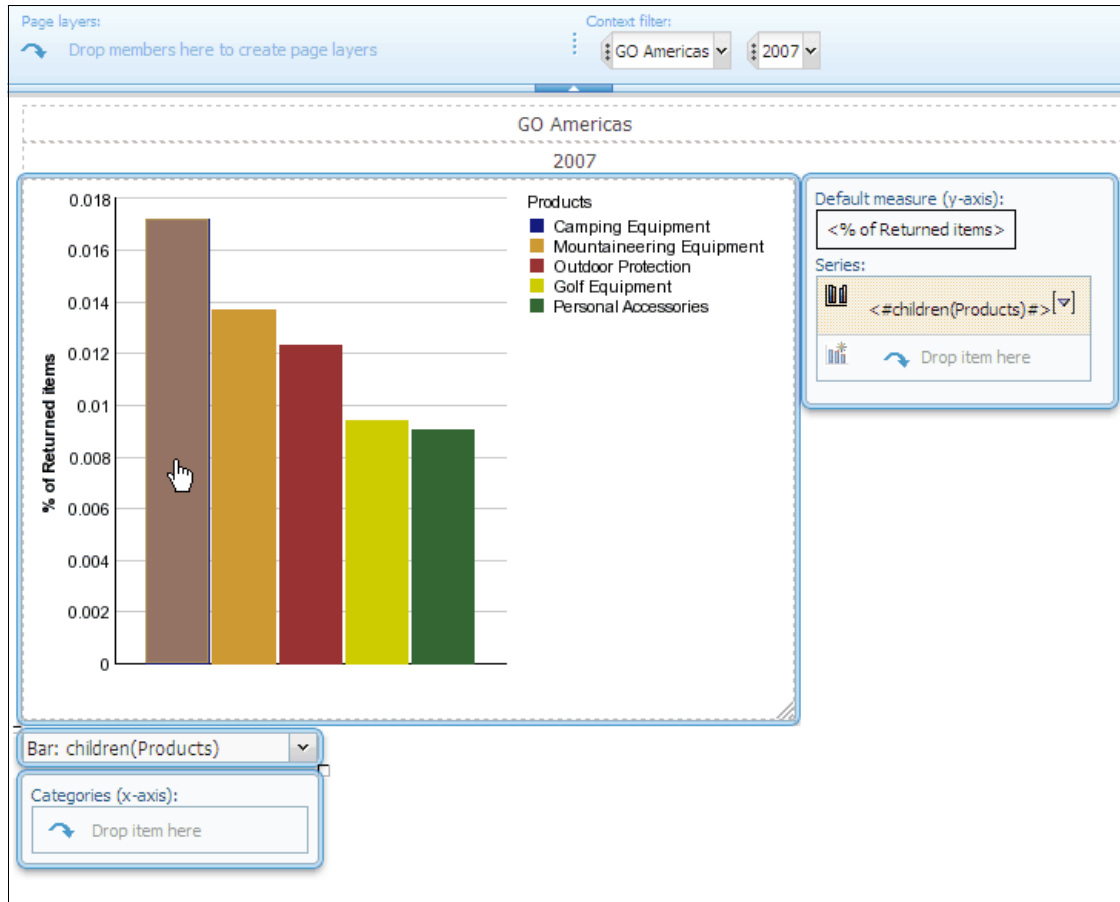 Page layers:
Drop members here to create page layers
Context filter:
GO Americas
2007
GO Americas
2007
0.018
0.016
0.014
0.012
0.01
0.008
0.006
0.004
0.002
0
% of Returned items
Products
Camping Equipment
Mountaineering Equipment
Outdoor Protection
Golf Equipment
Personal Accessories
Default measure (y-axis):
<% of Returned items>
Series:
<#children(Products)#>
Drop item here
Bar: children(Products)
Categories (x-axis):
Drop item here